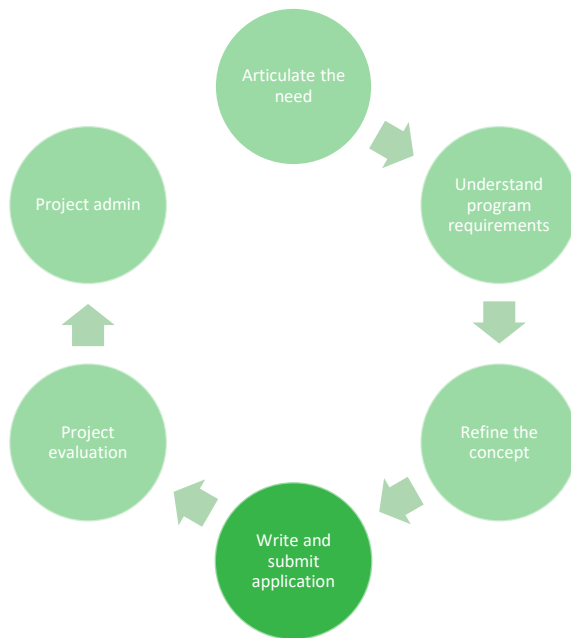 Articulate the
need
Understand
program
requirements
Refine the
concept
Write and
submit
application
Project
evaluation
Project admin